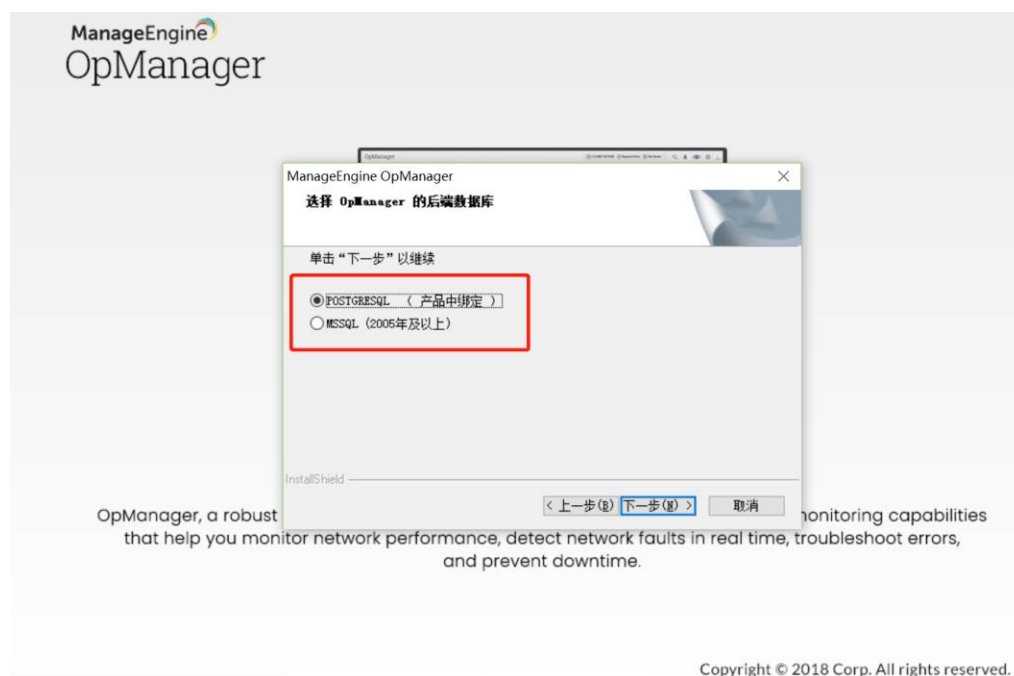 ManageEngine
OpManager
OpManager
ManageEngine OpManager
选择 OpManager 的后端数据库
单击“下一步”以继续
POSTGRESQL （ 产品中绑定 ）
MSSQL (2005年及以上)
InstallShield
< 上一步(B) 下一步(N) > 取消
OpManager, a robust monitoring capabilities
that help you monitor network performance, detect network faults in real time, troubleshoot errors,
and prevent downtime.
Copyright © 2018 Corp. All rights reserved.